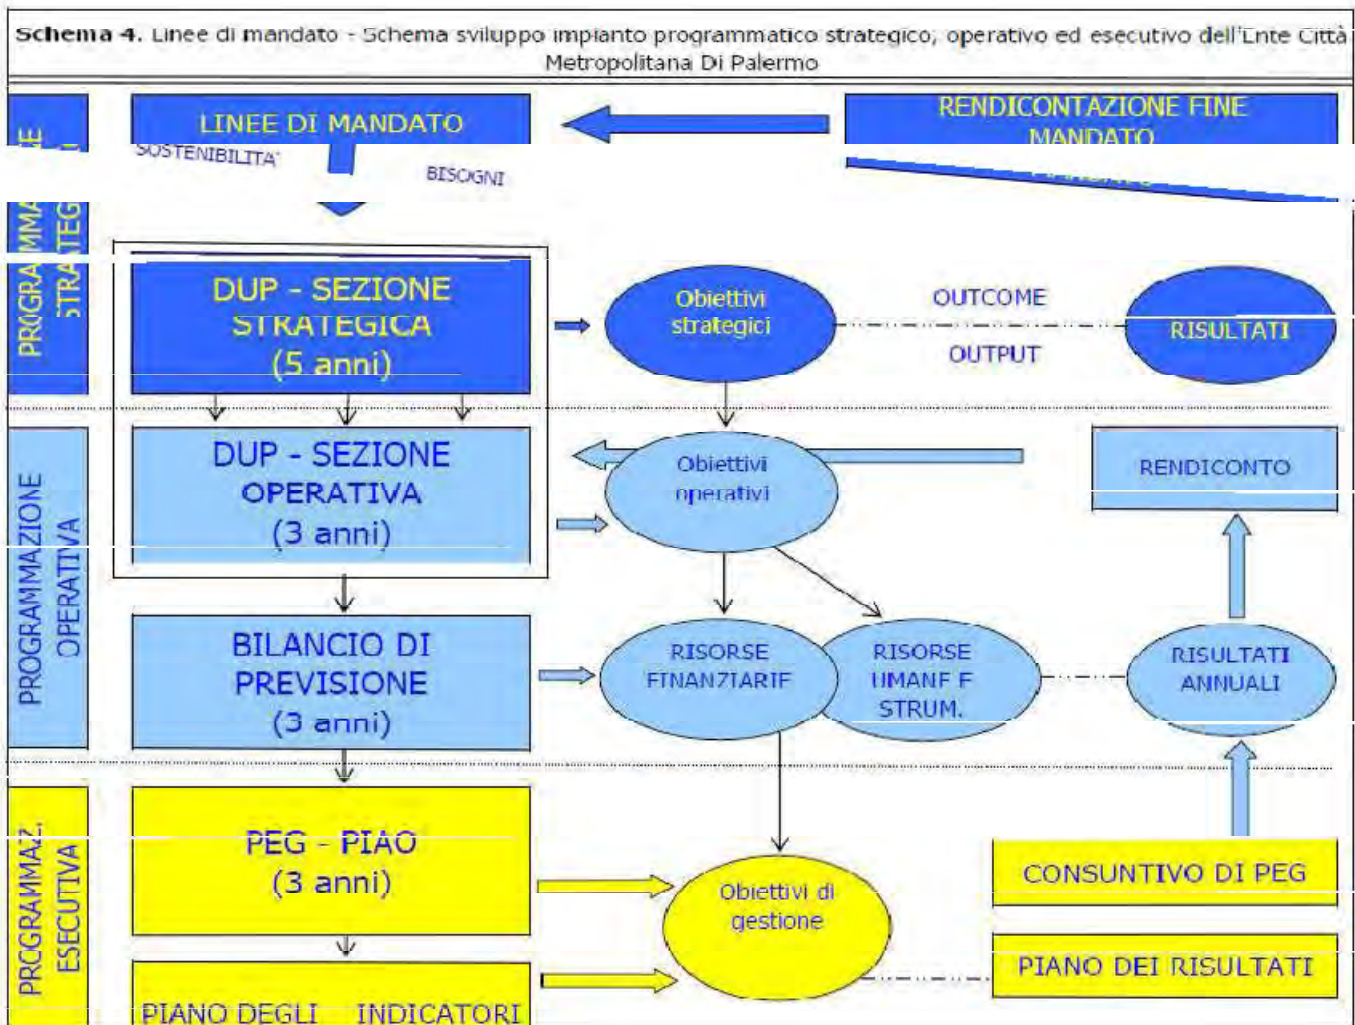 Schema 4. Linee di mandato - Schema sviluppo impianto programmatico strategico, operativo ed esecutivo dell'Ente Città
Metropolitana Di Palermo
LINEE DI MANDATO
RENDICONTAZIONE FINE
MANDATO
SOSTENIBILITA'
BISOGNI
DUP - SEZIONE
STRATEGICA
(5 anni)
Obiettivi
strategici
OUTCOME
OUTPUT
RISULTATI
PROGRAMMAZIONE
OPERATIVA
DUP - SEZIONE
OPERATIVA
(3 anni)
Obiettivi
operativi
RENDICONTO
BILANCIO DI
PREVISIONE
(3 anni)
RISORSE
FINANZIARIE
RISORSE
UMANE E
STRUM.
RISULTATI
ANNUALI
PROGRAMMAZ.
ESECUTIVA
PEG - PIAO
(3 anni)
Obiettivi di
gestione
CONSUNTIVO DI PEG
PIANO DEI RISULTATI
PIANO DEGLI INDICATORI